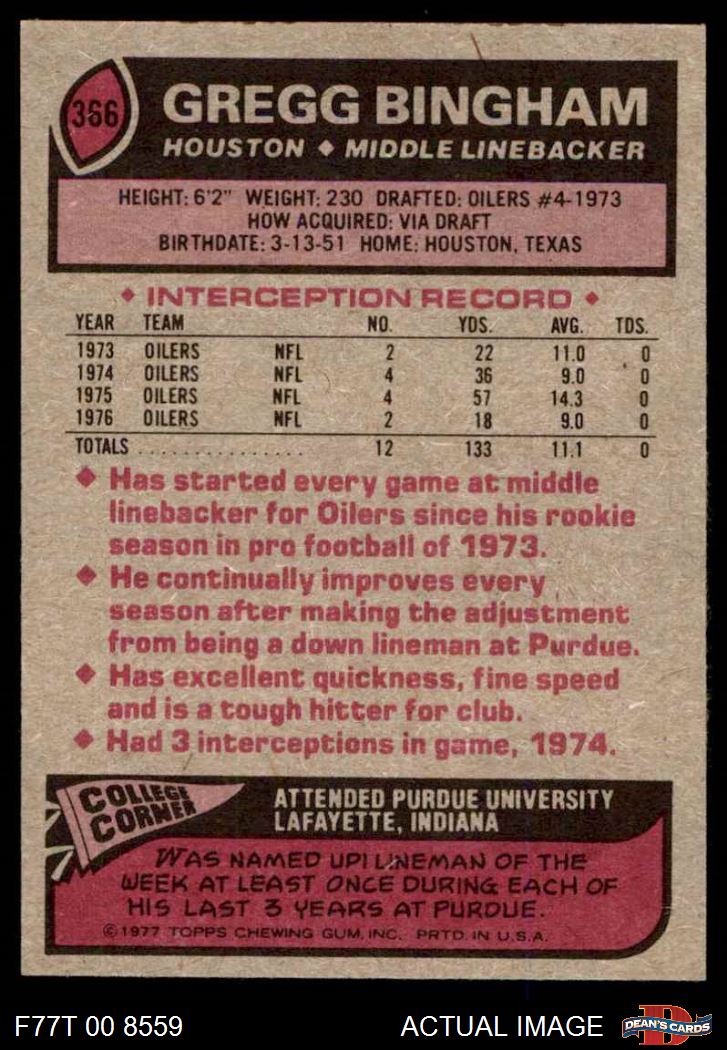 366
GREGG BINGHAM
HOUSTON ◆ MIDDLE LINEBACKER
HEIGHT: 6'2" WEIGHT: 230 DRAFTED: OILERS #4-1973
HOW ACQUIRED: VIA DRAFT
BIRTHDATE: 3-13-51 HOME: HOUSTON, TEXAS
◆ INTERCEPTION RECORD ◆
YEAR TEAM NO. YDS. AVG. TDS.
1973 OILERS NFL 2 22 11.0 0
1974 OILERS NFL 4 36 9.0 0
1975 OILERS NFL 4 57 14.3 0
1976 OILERS NFL 2 18 9.0 0
TOTALS . . . . . . . . . . . . . . . 12 133 11.1 0
◆ Has started every game at middle
linebacker for Oilers since his rookie
season in pro football of 1973.
◆ He continually improves every
season after making the adjustment
from being a down lineman at Purdue.
◆ Has excellent quickness, fine speed
and is a tough hitter for club.
◆ Had 3 interceptions in game, 1974.
COLLEGE
CORNER
ATTENDED PURDUE UNIVERSITY
LAFAYETTE, INDIANA
WAS NAMED UPI LINEMAN OF THE
WEEK AT LEAST ONCE DURING EACH OF
HIS LAST 3 YEARS AT PURDUE.
©1977 TOPPS CHEWING GUM, INC. PRTD. IN U.S.A.
F77T 00 8559
ACTUAL IMAGE
D
DEAN'S CARDS